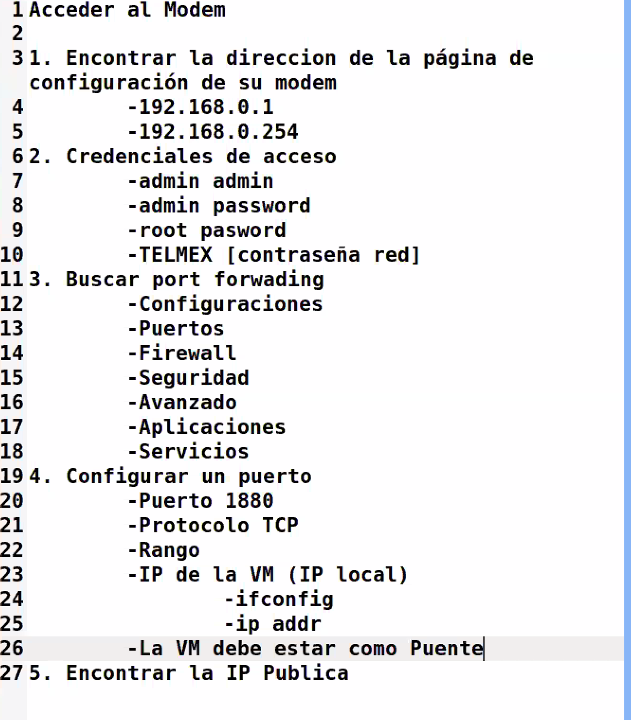 1 Acceder al Modem
2
3 1. Encontrar la direccion de la página de
configuración de su modem
4 -192.168.0.1
5 -192.168.0.254
6 2. Credenciales de acceso
7 -admin admin
8 -admin password
9 -root pasword
10 -TELMEX [contraseña red]
11 3. Buscar port forwading
12 -Configuraciones
13 -Puertos
14 -Firewall
15 -Seguridad
16 -Avanzado
17 -Aplicaciones
18 -Servicios
19 4. Configurar un puerto
20 -Puerto 1880
21 -Protocolo TCP
22 -Rango
23 -IP de la VM (IP local)
24 -ifconfig
25 -ip addr
26 -La VM debe estar como Puente
27 5. Encontrar la IP Publica